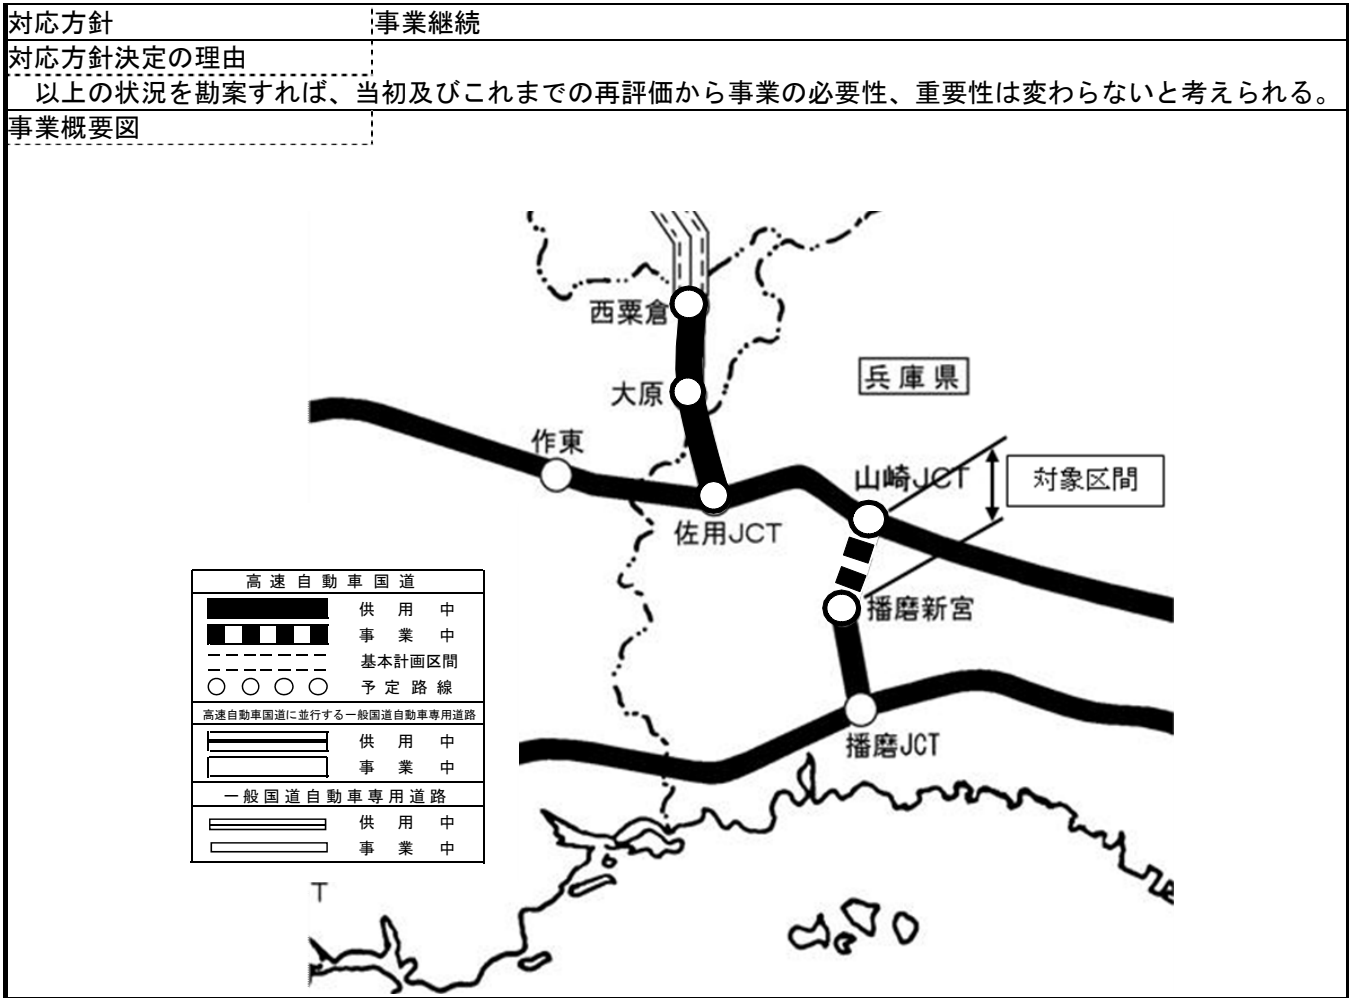 対応方針 事業継続
対応方針決定の理由
以上の状況を勘案すれば、当初及びこれまでの再評価から事業の必要性、重要性は変わらないと考えられる。
事業概要図
西粟倉
大原
兵庫県
作東
山崎JCT
対象区間
佐用JCT
播磨新宮
播磨JCT
高速自動車国道
供用中
事業中
基本計画区間
予定路線
高速自動車国道に並行する一般国道自動車専用道路
供用中
事業中
一般国道自動車専用道路
供用中
事業中
T